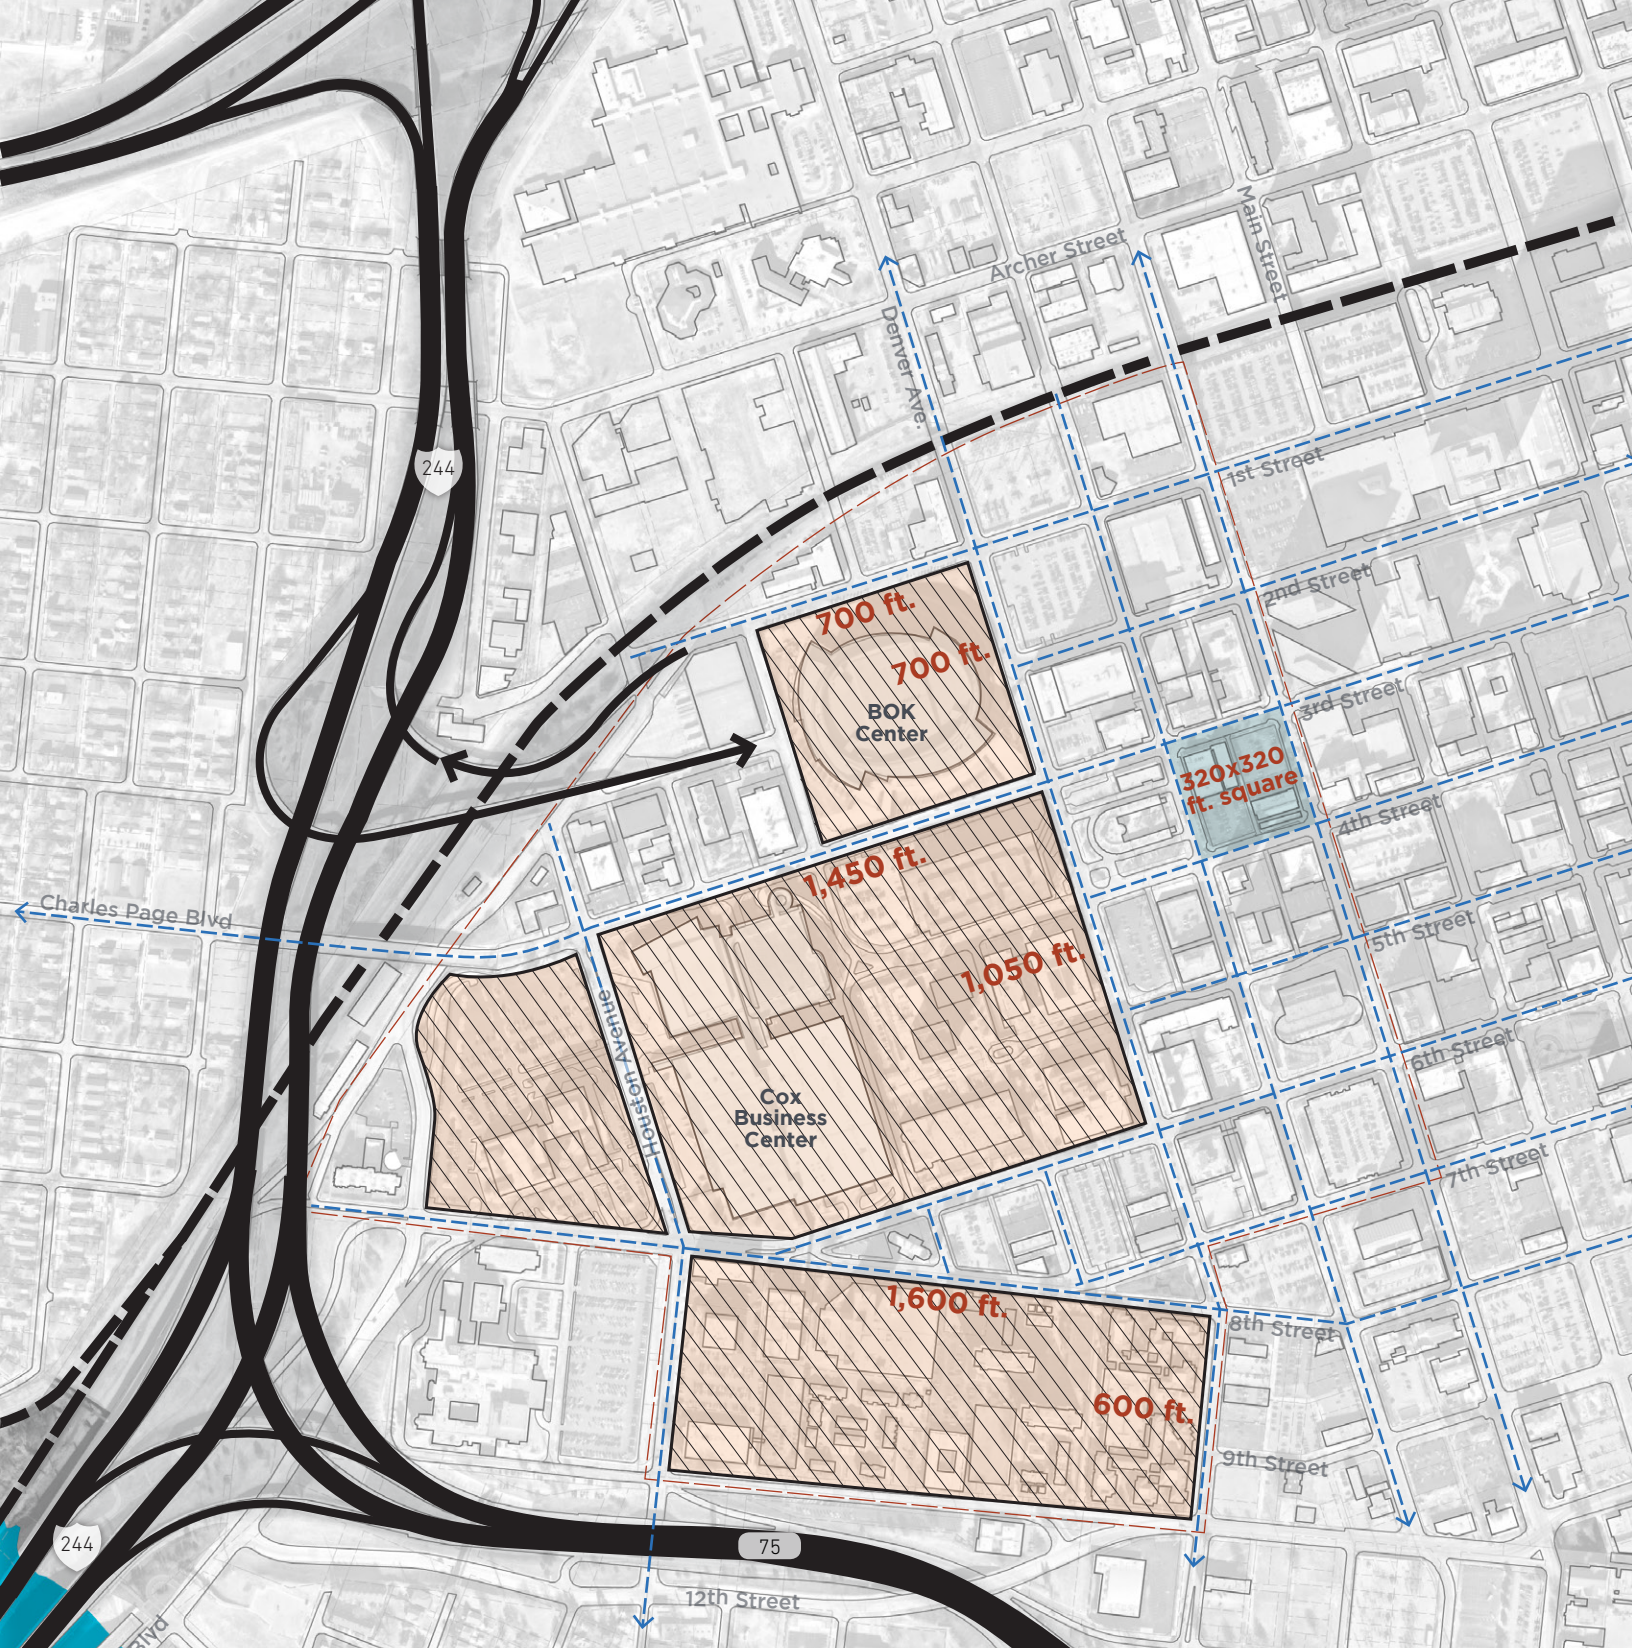 Main Street
Archer Street
Denver Ave.
244
1st Street
2nd Street
700 ft.
700 ft.
BOK
Center
3rd Street
320x320
ft. square
4th Street
1,450 ft.
Charles Page Blvd
5th Street
1,050 ft.
Houston Avenue
6th Street
Cox
Business
Center
7th Street
1,600 ft.
8th Street
600 ft.
9th Street
244
75
12th Street
Blvd